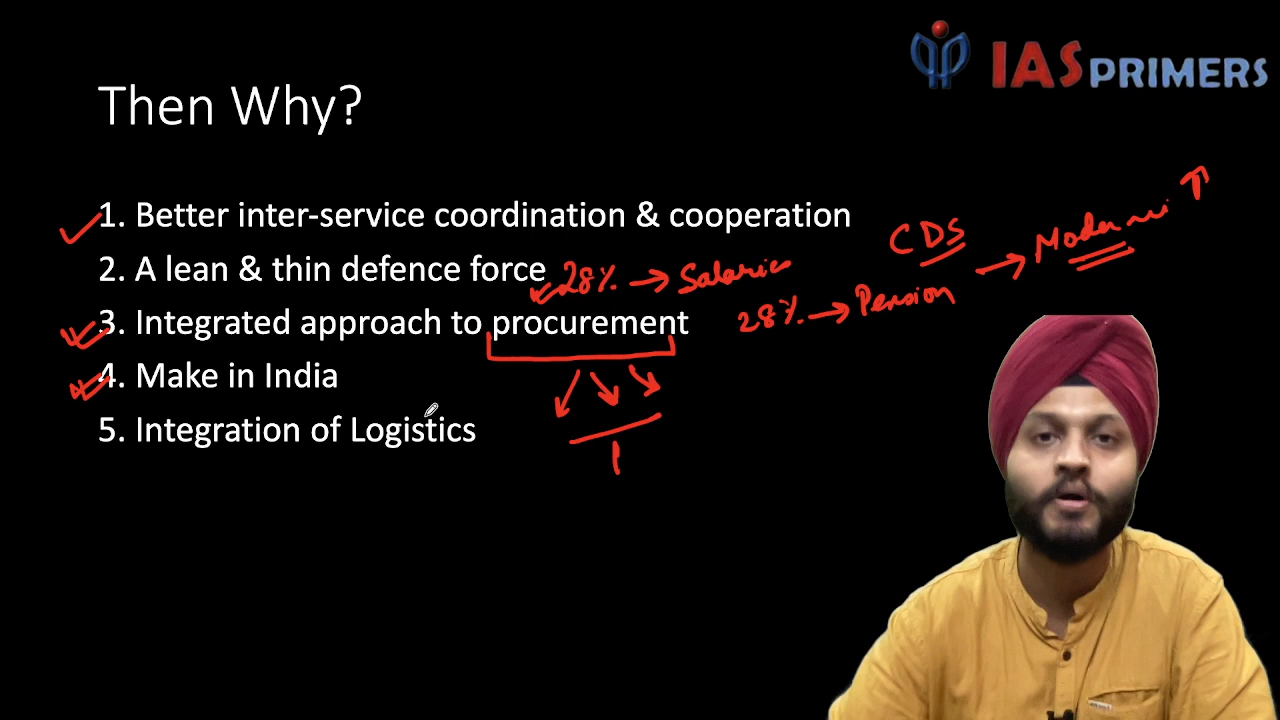 IAS PRIMERS
Then Why?
1. Better inter-service coordination & cooperation
CDS
2. A lean & thin defence force
28% → Salaries
28% → Pension →
3. Integrated approach to procurement
4. Make in India
5. Integration of Logistics